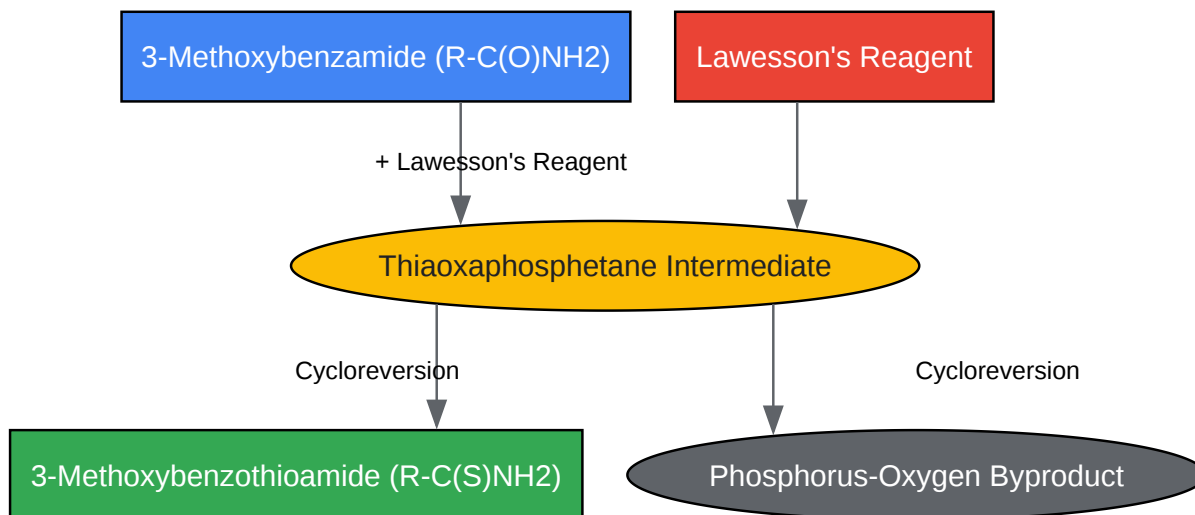 3-Methoxybenzamide (R-C(O)NH2)
Lawesson's Reagent
+ Lawesson's Reagent
Thiaoxaphosphetane Intermediate
Cycloreversion
Cycloreversion
3-Methoxybenzothioamide (R-C(S)NH2)
Phosphorus-Oxygen Byproduct